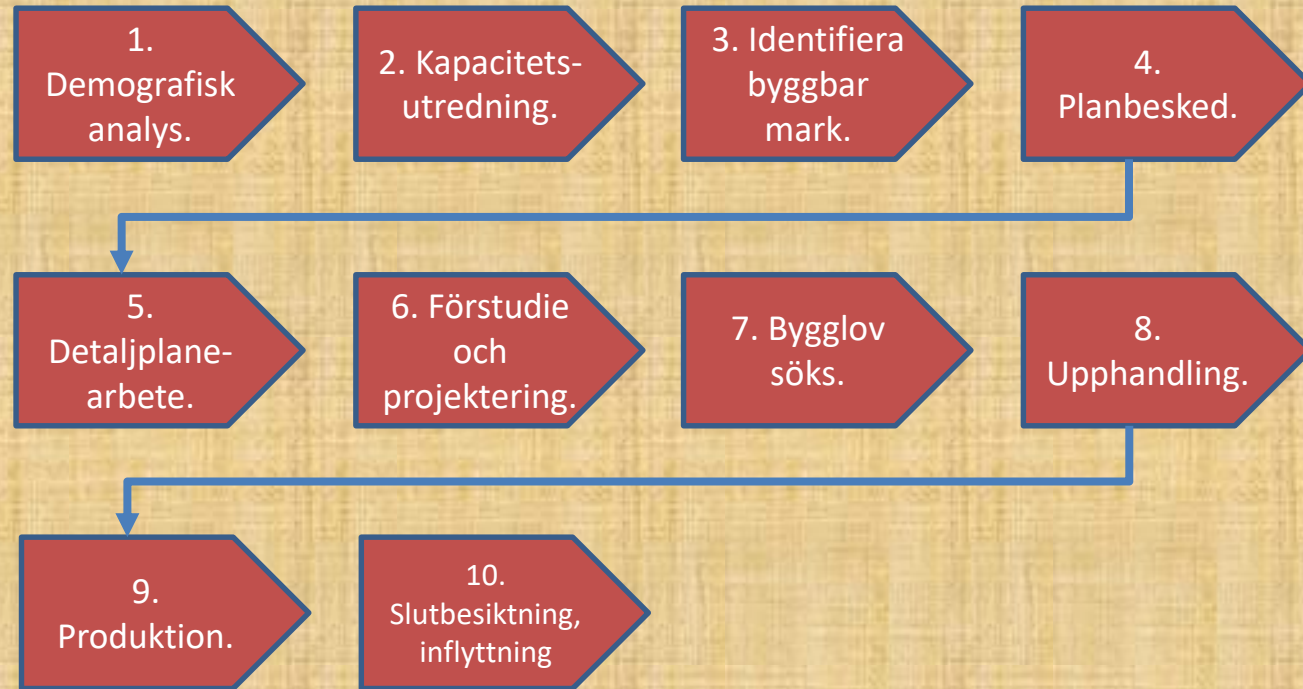 1.
Demografisk
analys.
2. Kapacitets-
utredning.
3. Identifiera
byggbar
mark.
4.
Planbesked.
5.
Detaljplane-
arbete.
6. Förstudie
och
projektering.
7. Bygglov
söks.
8.
Upphandling.
9.
Produktion.
10.
Slutbesiktning,
inflyttning